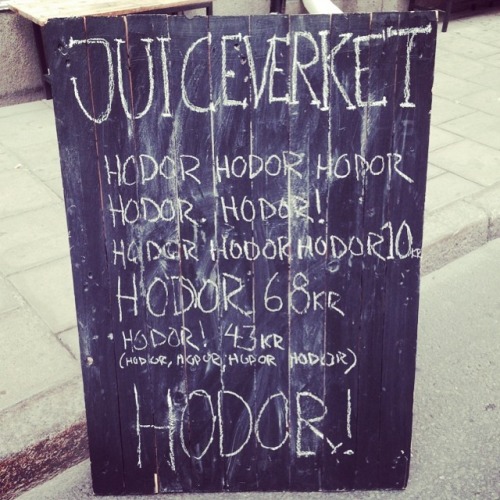 JUICEVERKET
HODOR HODOR HODOR
HODOR. HODOR!
HODOR HODOR HODOR 10 KR
HODOR 68 KR
HODOR! 43 KR
(HODOR, HODOR, HODOR HODOR)
HODOR!